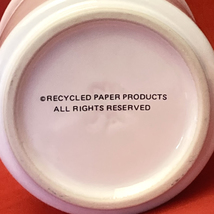 ©RECYCLED PAPER PRODUCTS
ALL RIGHTS RESERVED